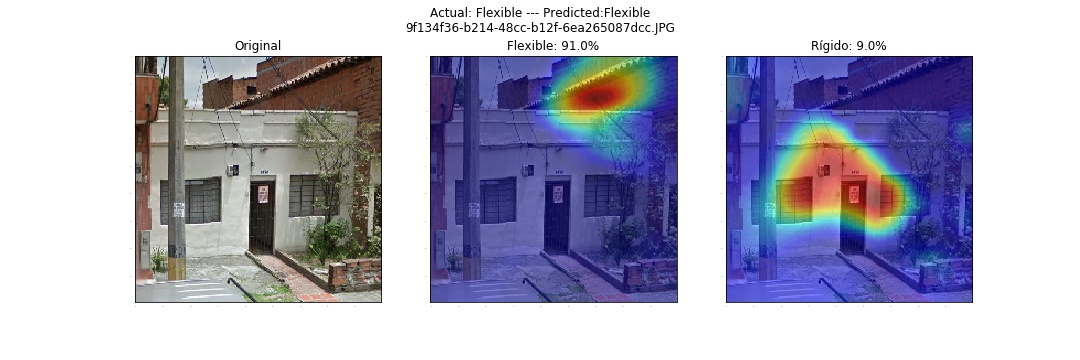 Actual: Flexible --- Predicted:Flexible
9f134f36-b214-48cc-b12f-6ea265087dcc.JPG
Original
Flexible: 91.0%
Rígido: 9.0%